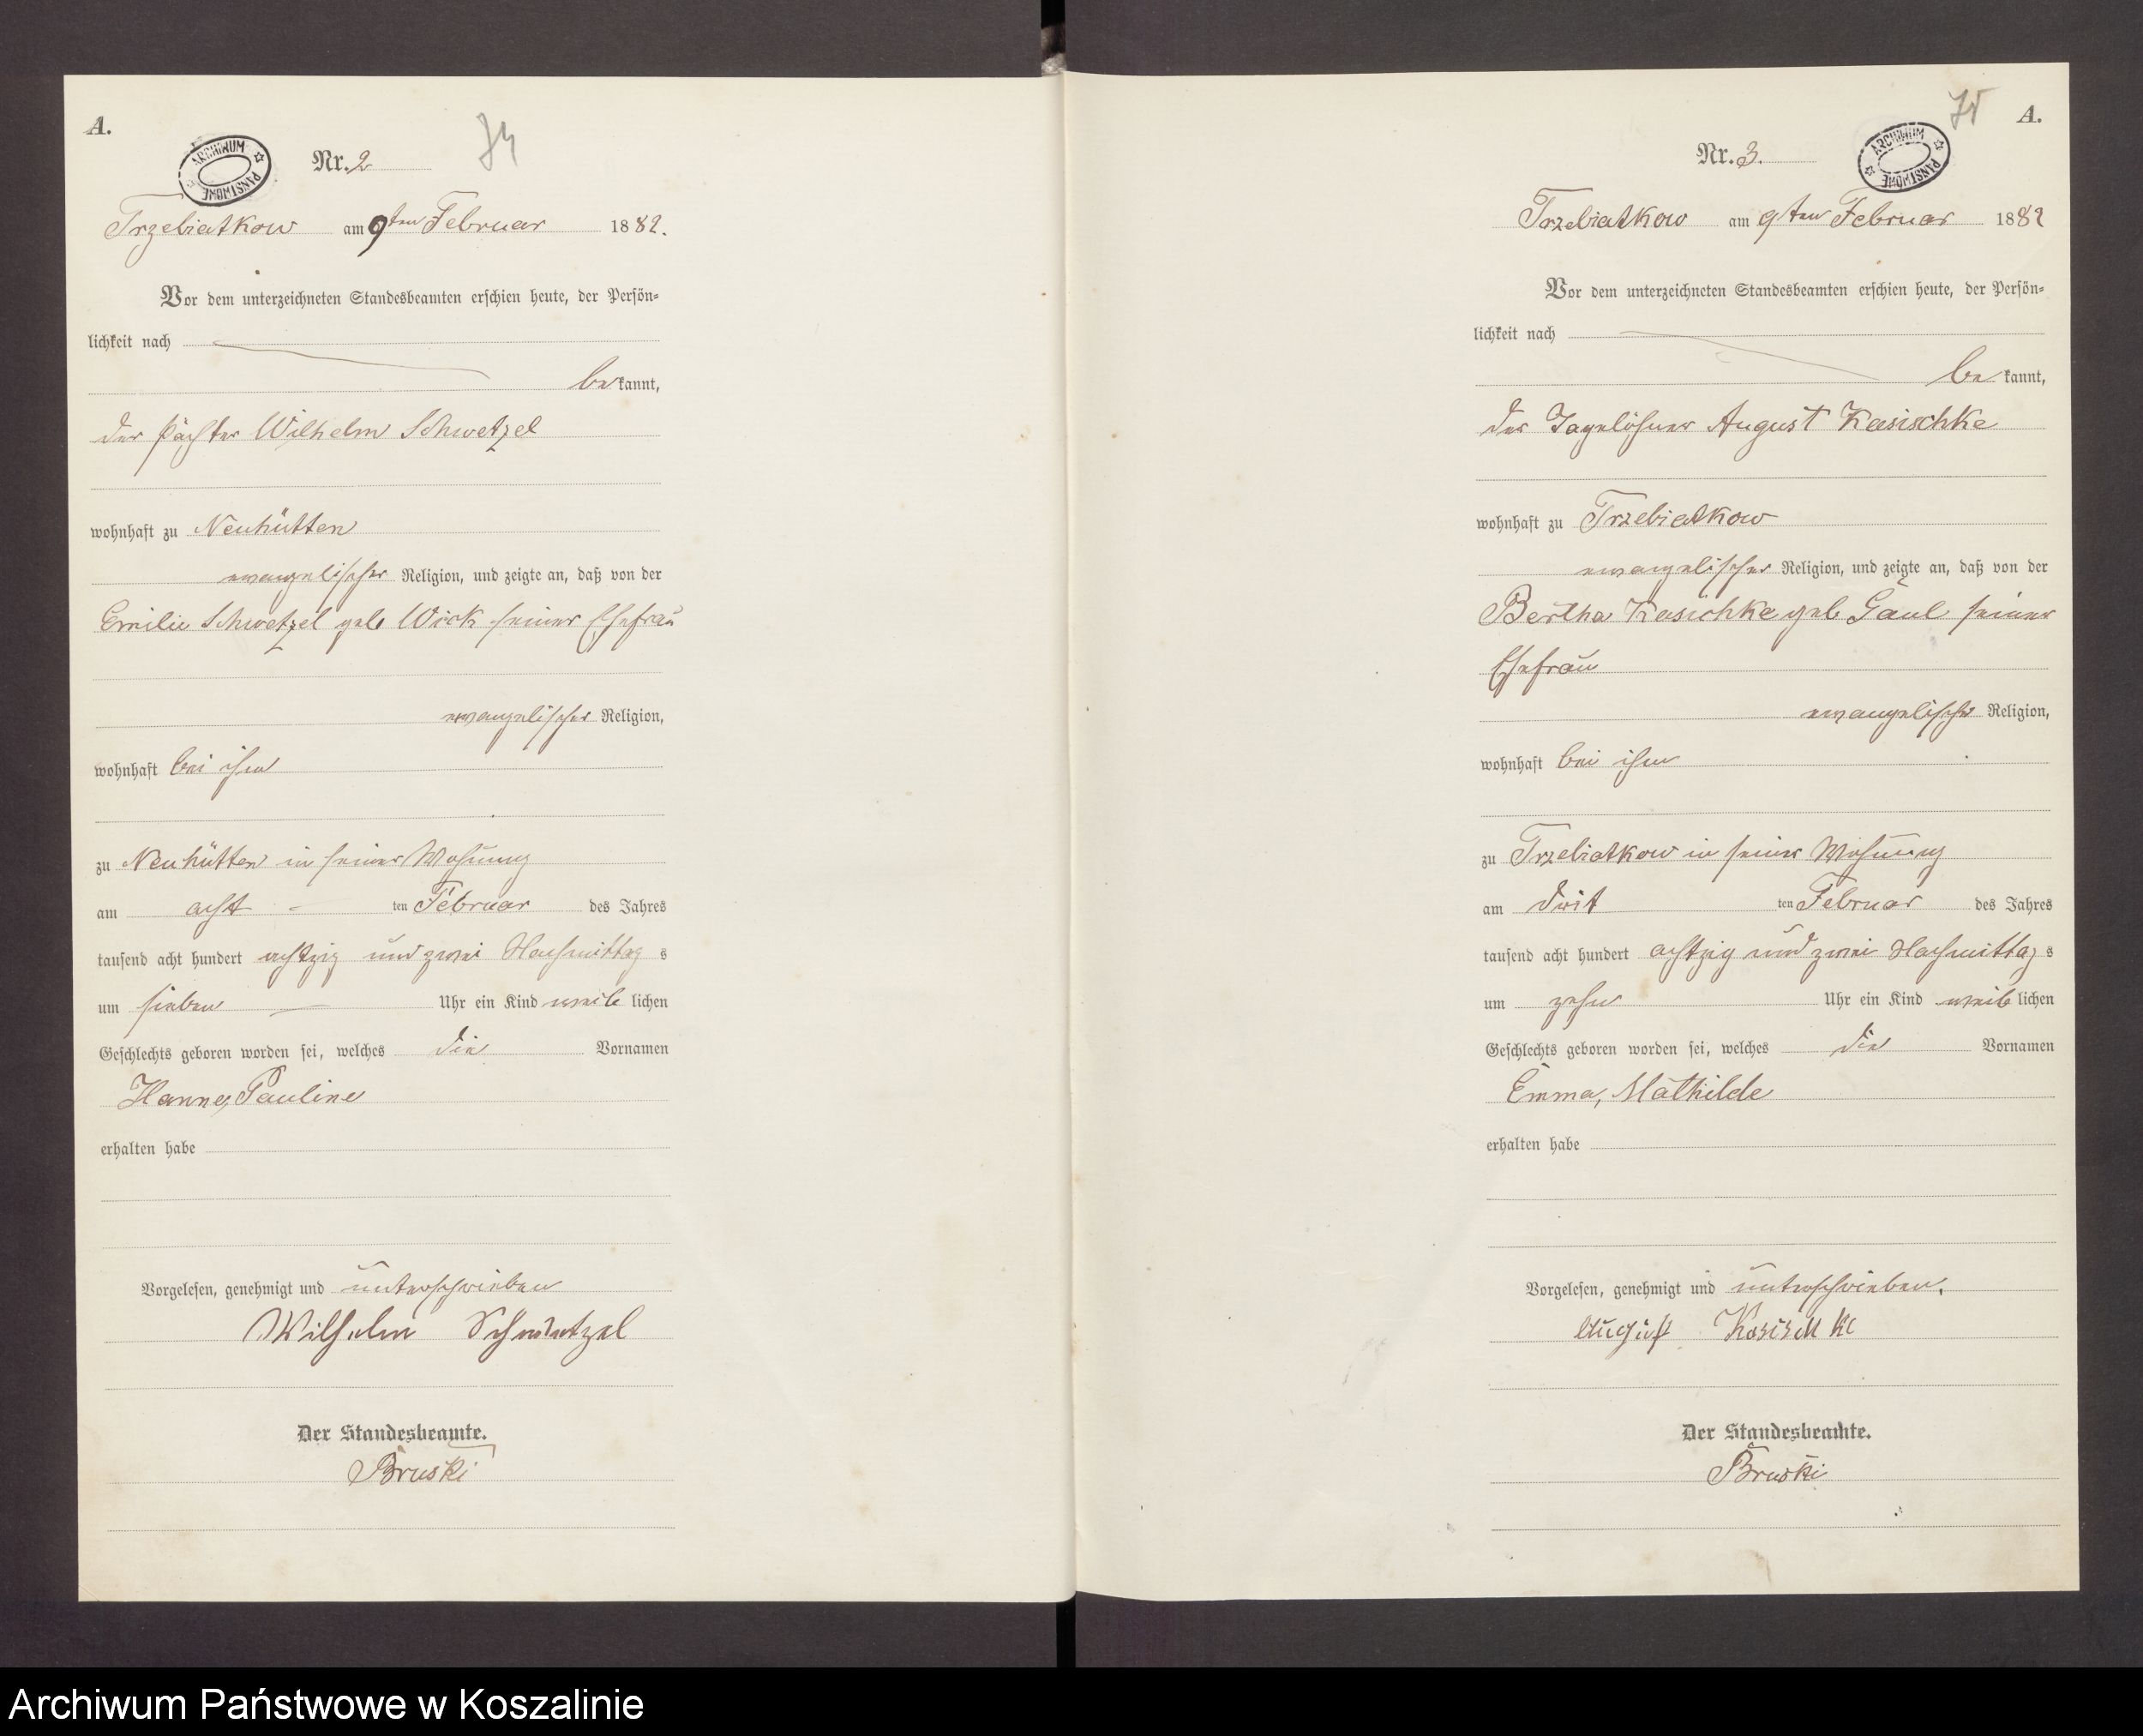 A.
ARCHIWUM PAŃSTWOWE
Nr. 2
74
Trzebiatkow am 9ten Februar 1882.
Vor dem unterzeichneten Standesbeamten erschien heute, der Persön-
lichkeit nach
bekannt,
der Pächter Wilhelm Schwetzel
wohnhaft zu Neuhütten
evangelischer Religion, und zeigte an, daß von der
Emilie Schwetzel geb Wick seiner Ehefrau
evangelischer Religion,
wohnhaft bei ihm
zu Neuhütten in seiner Wohnung
am acht ten Februar des Jahres
tausend acht hundert achtzig und zwei Nachmittag s
um sieben Uhr ein Kind weib lichen
Geschlechts geboren worden sei, welches die Vornamen
Hanne, Pauline
erhalten habe
Vorgelesen, genehmigt und unterschrieben
Wilhelm Schwetzel
Der Standesbeamte.
Bruski
75
A.
ARCHIWUM PAŃSTWOWE
Nr. 3.
Trzebiatkow am 9ten Februar 1882
Vor dem unterzeichneten Standesbeamten erschien heute, der Persön-
lichkeit nach
be kannt,
der Tagelöhner August Kasischke
wohnhaft zu Trzebiatkow
evangelischer Religion, und zeigte an, daß von der
Bertha Kasischke geb Gaul seiner
Ehefrau
evangelischer Religion,
wohnhaft bei ihm
zu Trzebiatkow in seiner Wohnung
am drit ten Februar des Jahres
tausend acht hundert achtzig und zwei Nachmittag s
um zehn Uhr ein Kind weib lichen
Geschlechts geboren worden sei, welches die Vornamen
Emma, Mathilde
erhalten habe
Vorgelesen, genehmigt und unterschrieben.
August Kasischke
Der Standesbeamte.
Bruski
Archiwum Państwowe w Koszalinie